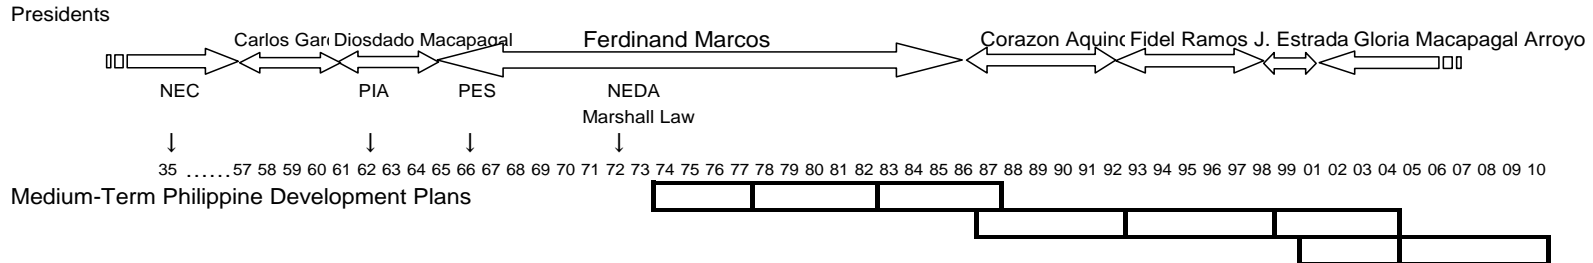 Presidents
Carlos Garc Diosdado Macapagal Ferdinand Marcos Corazon Aquino Fidel Ramos J. Estrada Gloria Macapagal Arroyo
NEC PIA PES NEDA
Marshall Law
↓ ↓ ↓ ↓
35 ......57 58 59 60 61 62 63 64 65 66 67 68 69 70 71 72 73 74 75 76 77 78 79 80 81 82 83 84 85 86 87 88 89 90 91 92 93 94 95 96 97 98 99 01 02 03 04 05 06 07 08 09 10
Medium-Term Philippine Development Plans